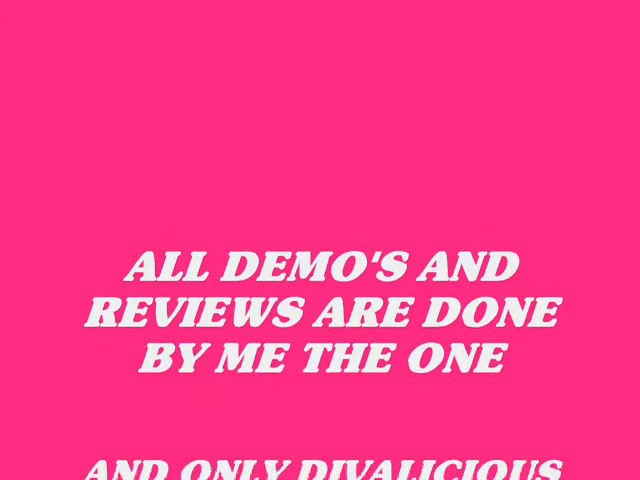 ALL DEMO'S AND
REVIEWS ARE DONE
BY ME THE ONE
AND ONLY DIVALICIOUS